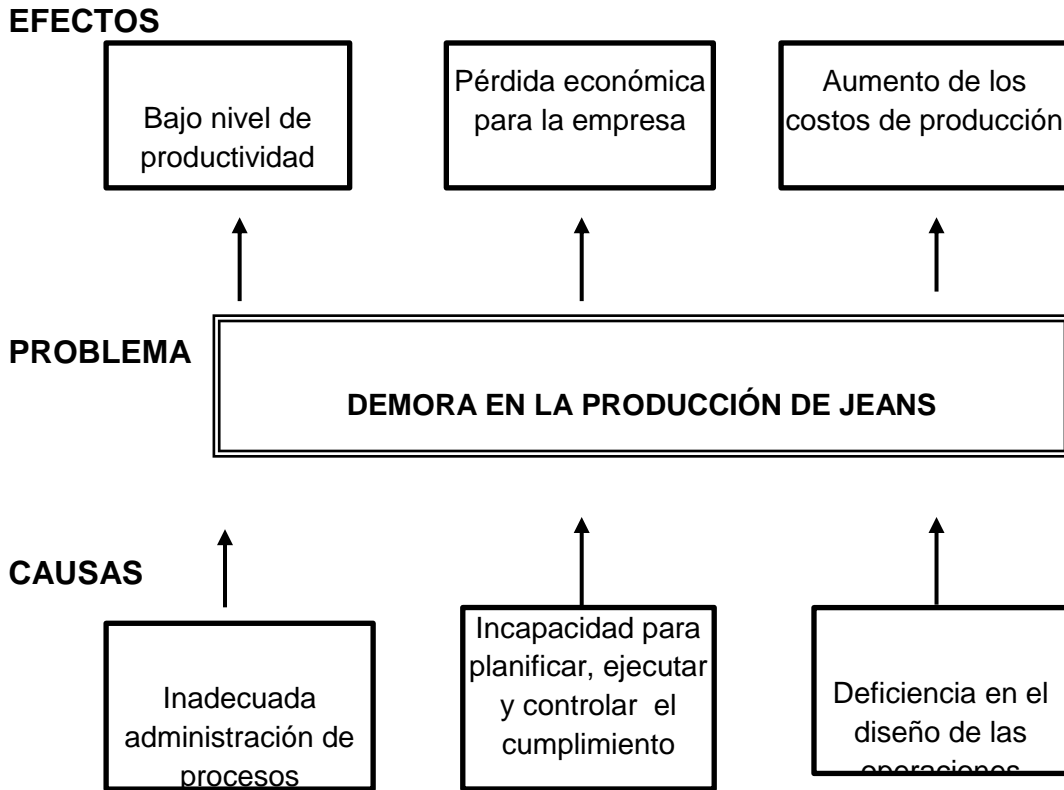 EFECTOS
Bajo nivel de
productividad
Pérdida económica
para la empresa
Aumento de los
costos de producción
PROBLEMA
DEMORA EN LA PRODUCCIÓN DE JEANS
CAUSAS
Inadecuada
administración de
procesos
Incapacidad para
planificar, ejecutar
y controlar el
cumplimiento
Deficiencia en el
diseño de las
operaciones